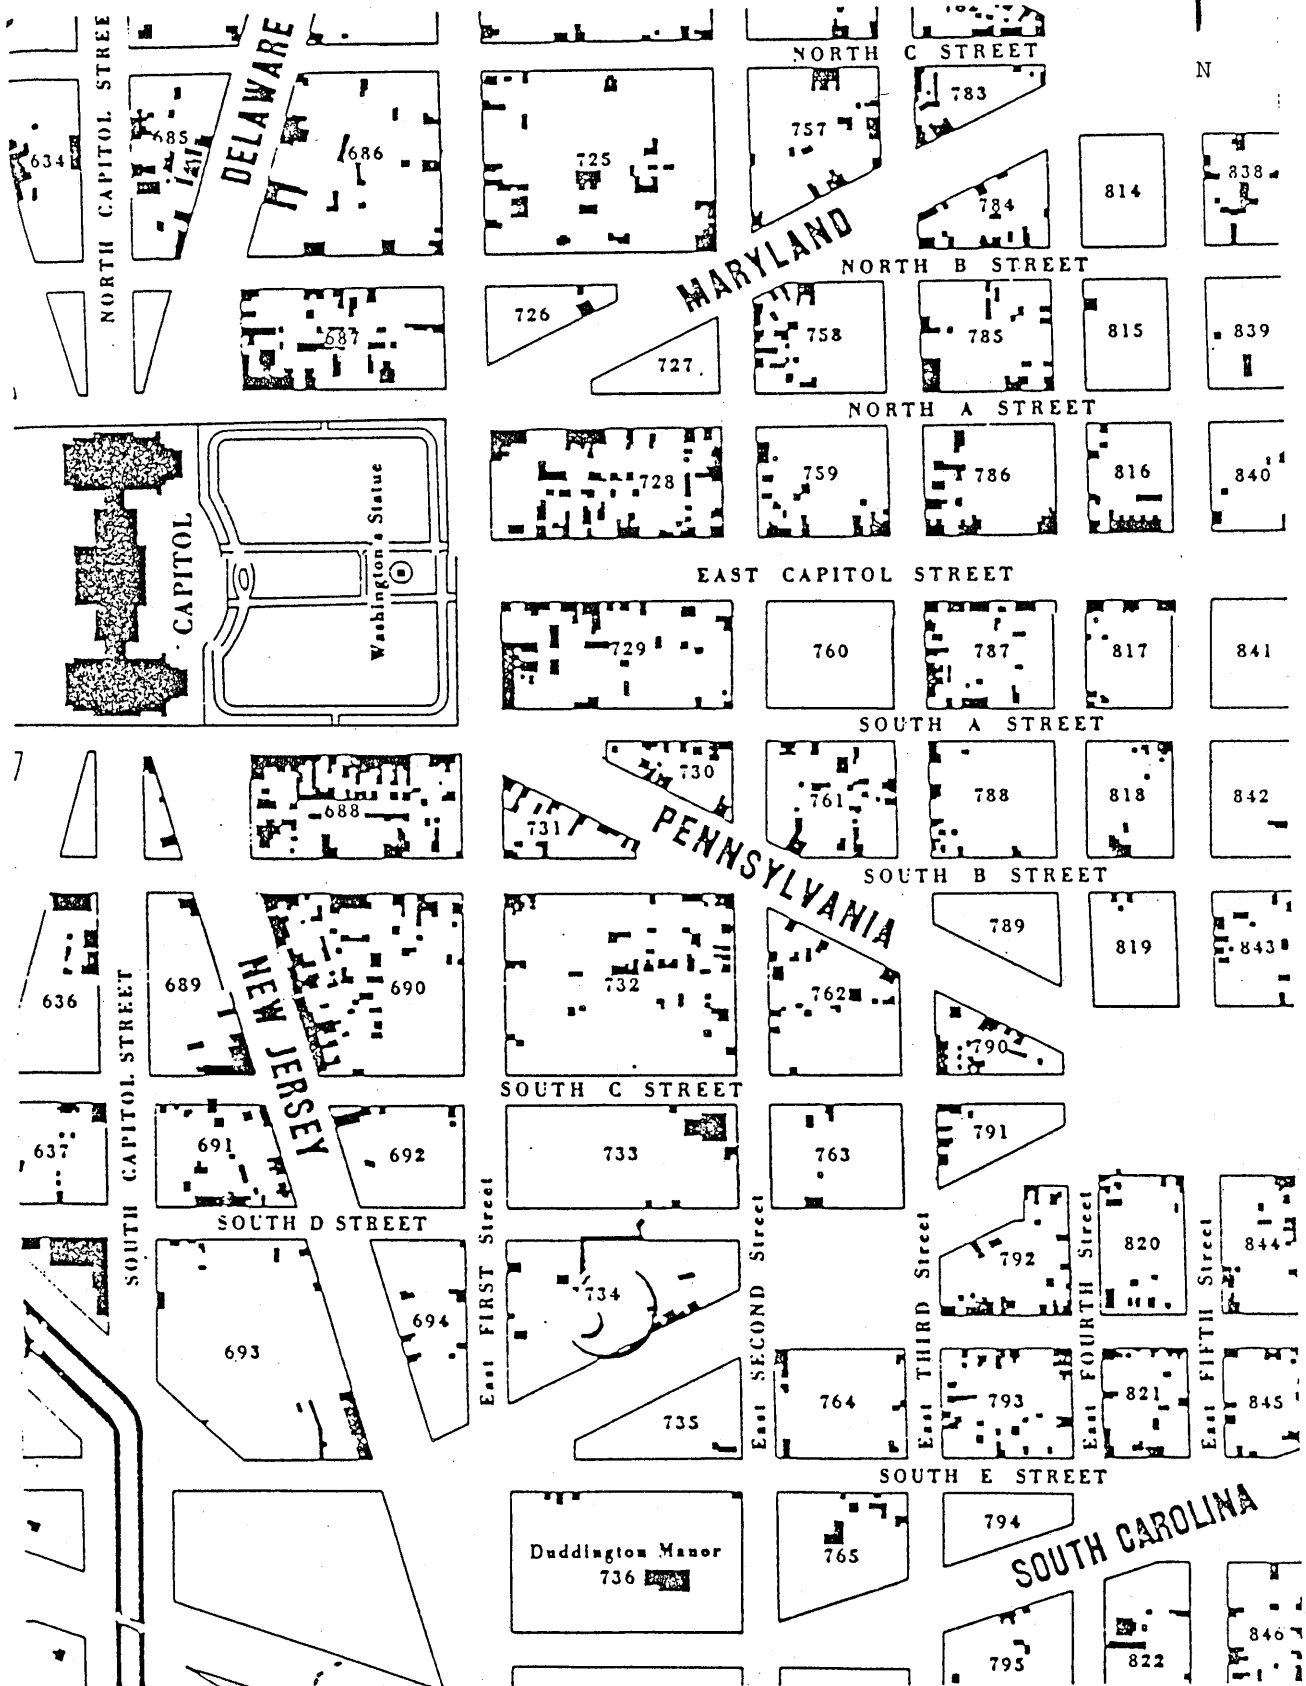 NORTH C STREET
N
NORTH CAPITOL STREE
DELAWARE
634
685
686
725
757
783
784
814
838
MARYLAND
NORTH B STREET
687
726
727
758
785
815
839
NORTH A STREET
728
759
786
816
840
CAPITOL
Washington a Statue
EAST CAPITOL STREET
729
760
787
817
841
SOUTH A STREET
7
688
730
731
761
788
818
842
PENNSYLVANIA
SOUTH B STREET
636
689
690
732
762
789
819
843
790
NEW JERSEY
SOUTH CAPITOL STREET
SOUTH C STREET
637
691
692
733
763
791
SOUTH D STREET
East FIRST Street
East SECOND Street
East THIRD Street
East FOURTH Street
East FIFTH Street
693
694
734
735
764
792
820
844
793
821
845
SOUTH E STREET
Duddington Manor
736
765
794
SOUTH CAROLINA
795
822
846